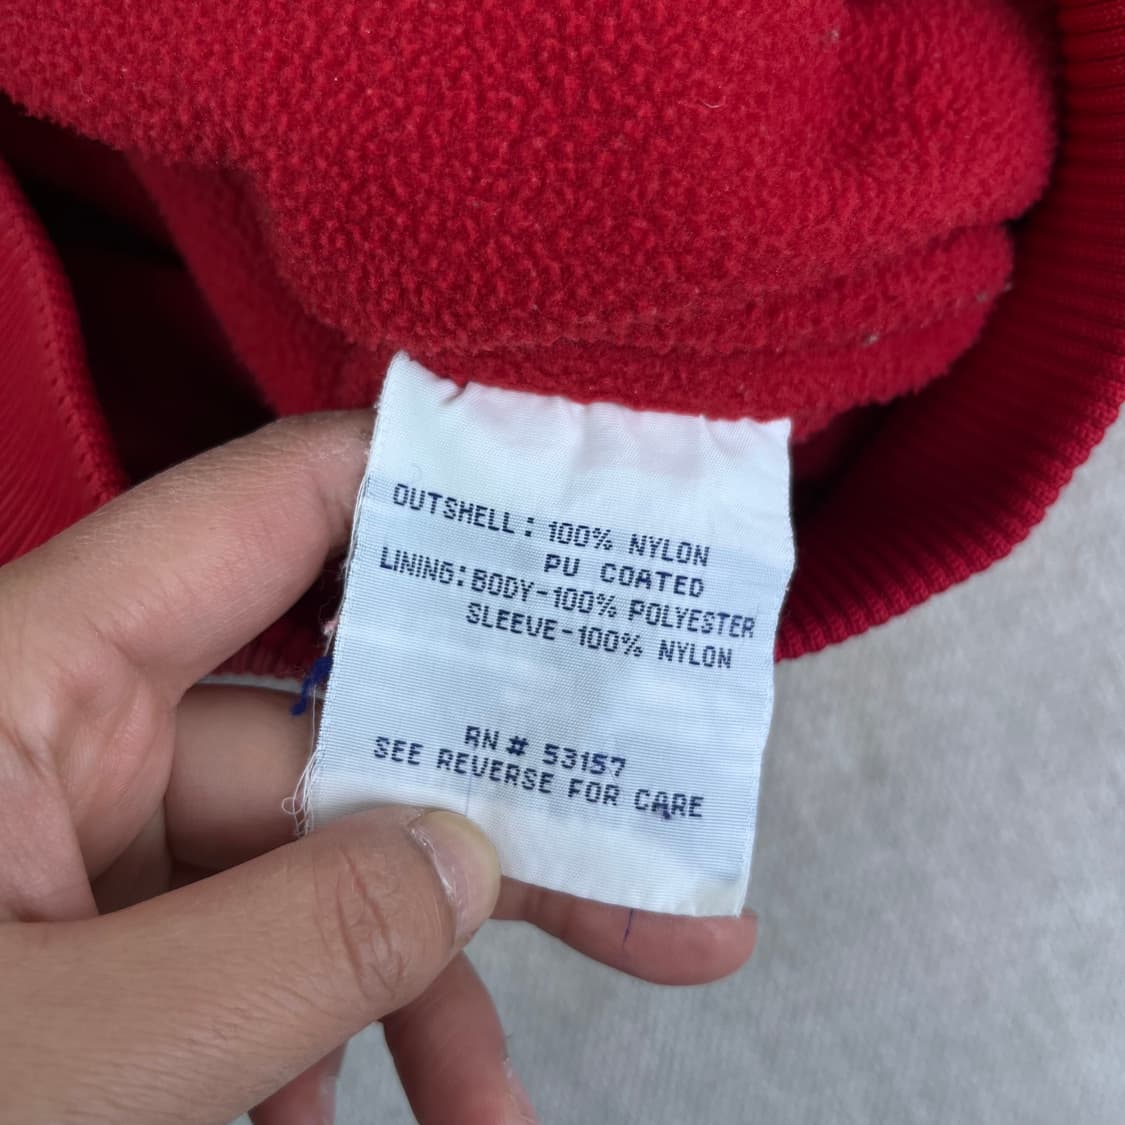 OUTSHELL: 100% NYLON
PU COATED
LINING: BODY-100% POLYESTER
SLEEVE-100% NYLON
RN # 53157
SEE REVERSE FOR CARE